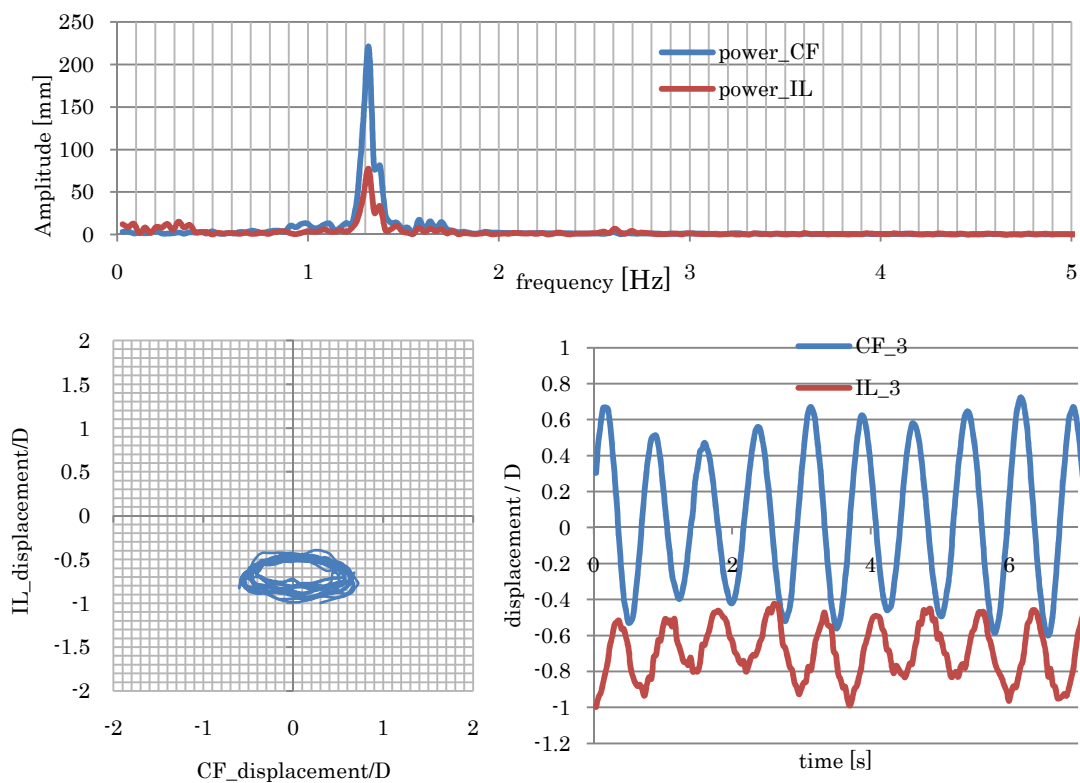 250
200
150
100
50
0
Amplitude [mm]
power_CF
power_IL
0 1 2 3 4 5
frequency [Hz]
2
1.5
1
0.5
0
-0.5
-1
-1.5
-2
IL_displacement/D
-2 -1 0 1 2
CF_displacement/D
1
0.8
0.6
0.4
0.2
0
-0.2
-0.4
-0.6
-0.8
-1
-1.2
displacement / D
CF_3
IL_3
0 2 4 6
time [s]